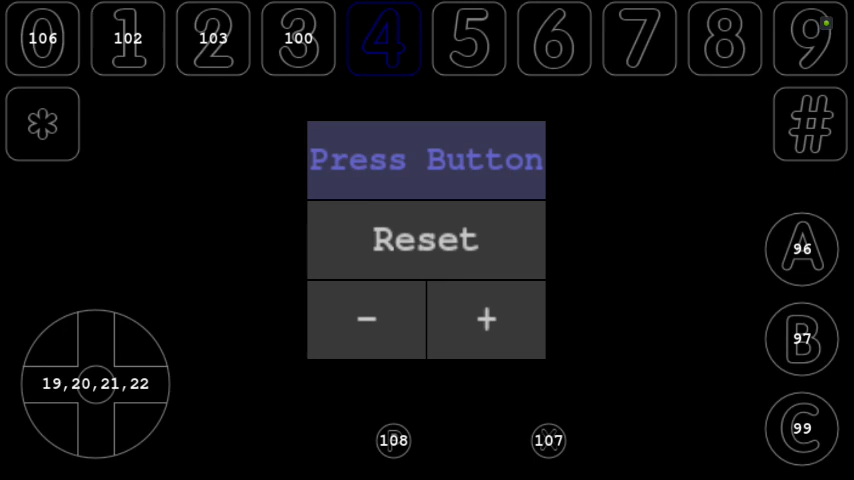 0 1 2 3 4 5 6 7 8 9
106 102 103 100
* #
Press Button
Reset
- +
A
96
B
97
C
99
19,20,21,22
P X
108 107